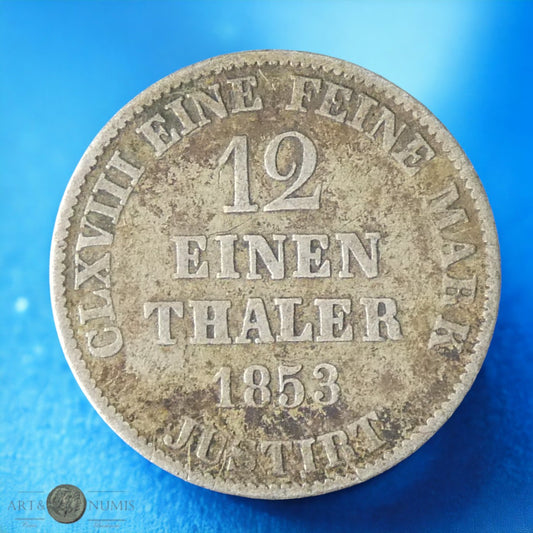 CLXVIII EINE FEINE MARK
12
EINEN
THALER
1853
JUSTIRT
ART & NUMIS